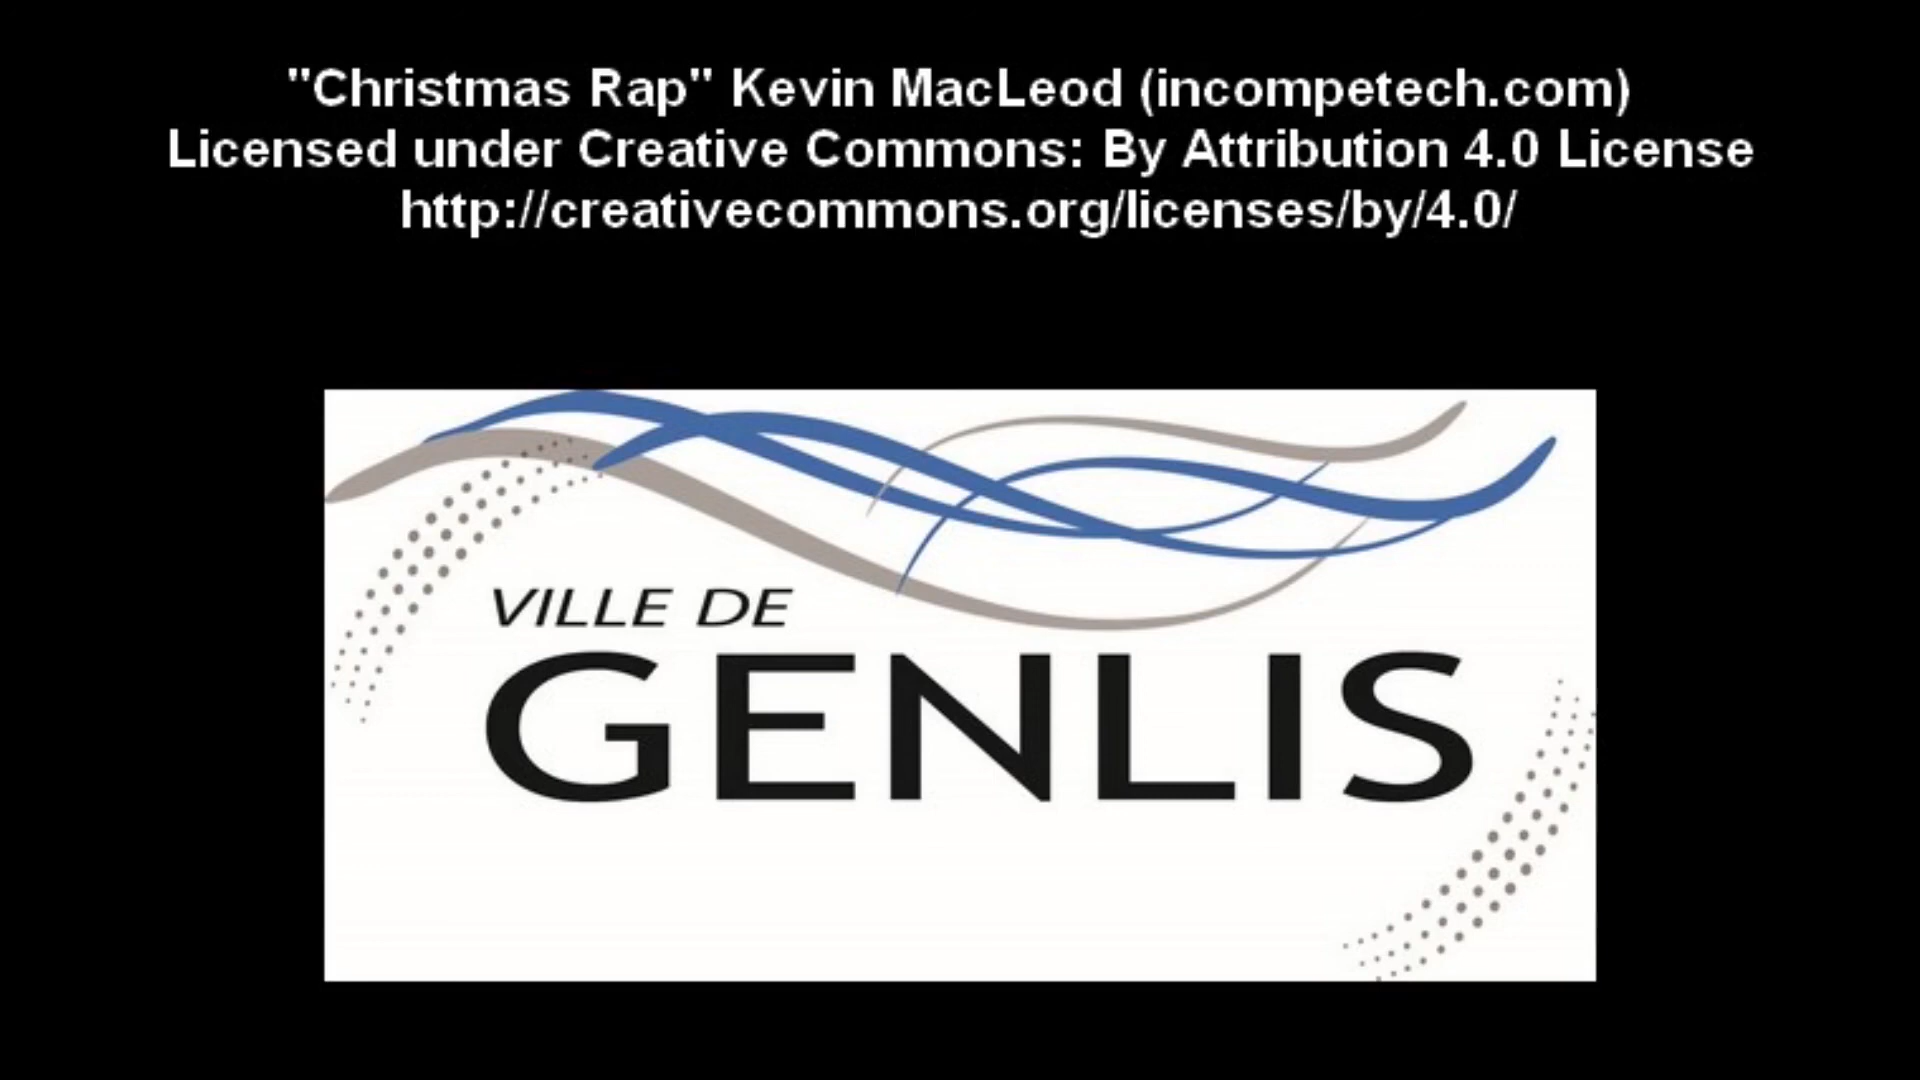 "Christmas Rap" Kevin MacLeod (incompetech.com)
Licensed under Creative Commons: By Attribution 4.0 License
http://creativecommons.org/licenses/by/4.0/
VILLE DE
GENLIS